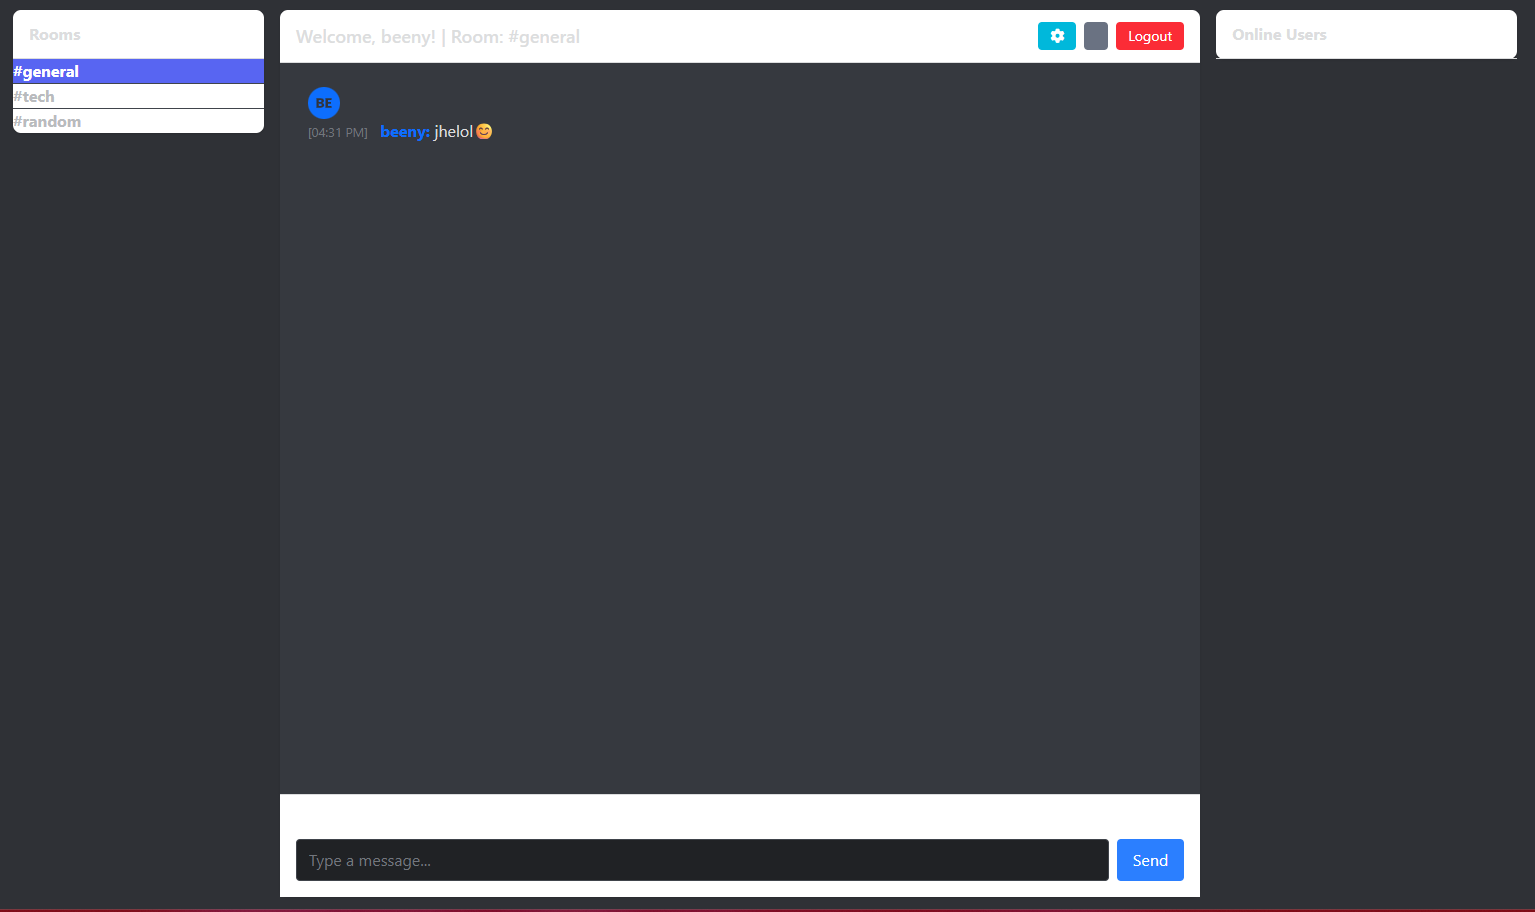 Rooms
#general
#tech
#random
Welcome, beeny! | Room: #general
Logout
BE
[04:31 PM] beeny: jhelol😊
Type a message...
Send
Online Users